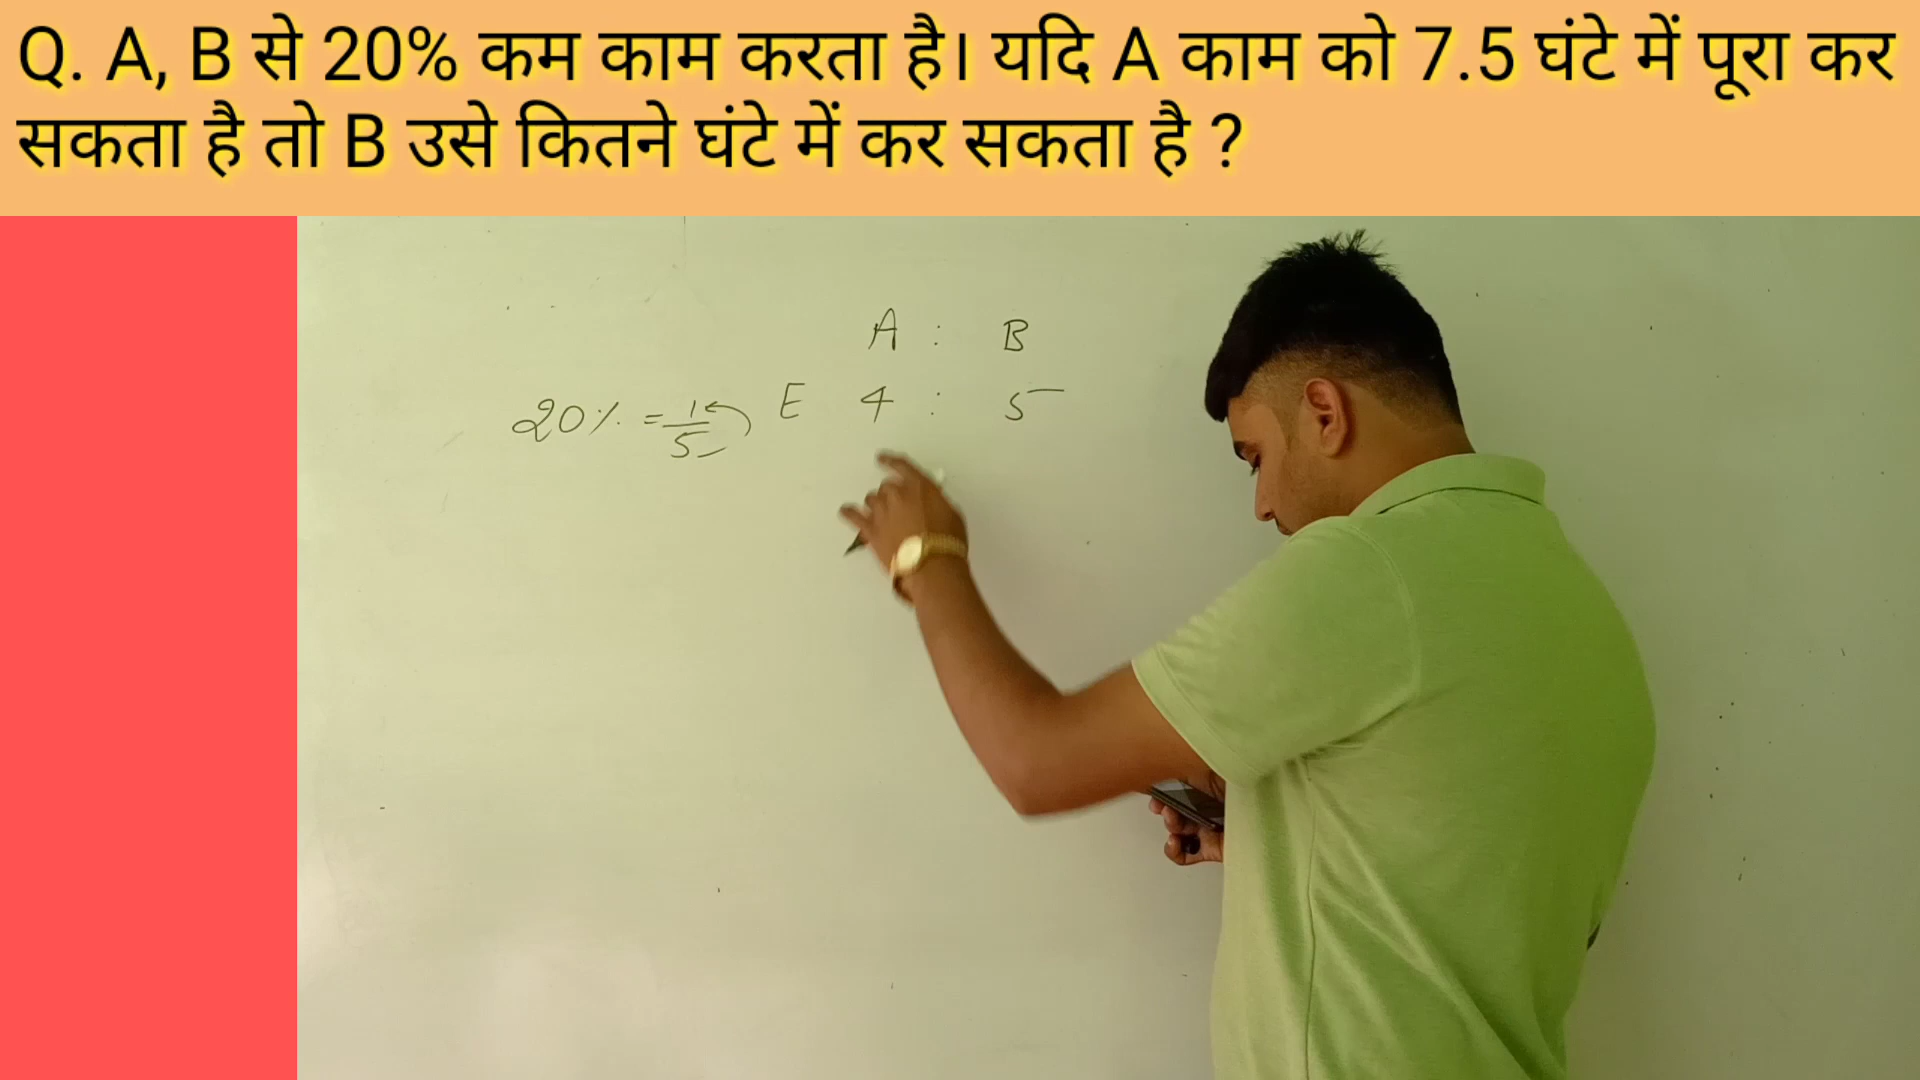 Q. A, B से 20% कम काम करता है। यदि A काम को 7.5 घंटे में पूरा कर
सकता है तो B उसे कितने घंटे में कर सकता है ?
A : B
20% = 1/5 E 4 : 5